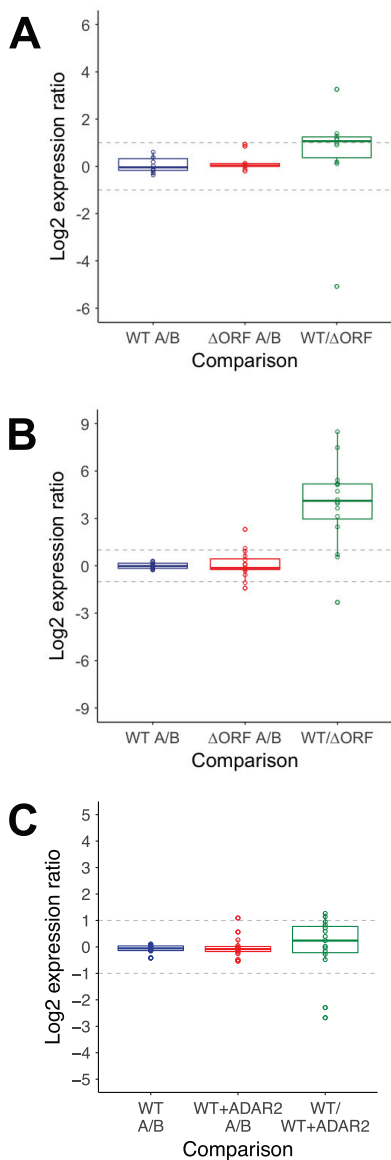 A
6
4
2
0
-2
-4
-6
Log2 expression ratio
WT A/B ΔORF A/B WT/ΔORF
Comparison
B
9
6
3
0
-3
-6
-9
Log2 expression ratio
WT A/B ΔORF A/B WT/ΔORF
Comparison
C
5
4
3
2
1
0
−1
−2
−3
−4
−5
Log2 expression ratio
WT WT+ADAR2 WT/
A/B A/B WT+ADAR2
Comparison